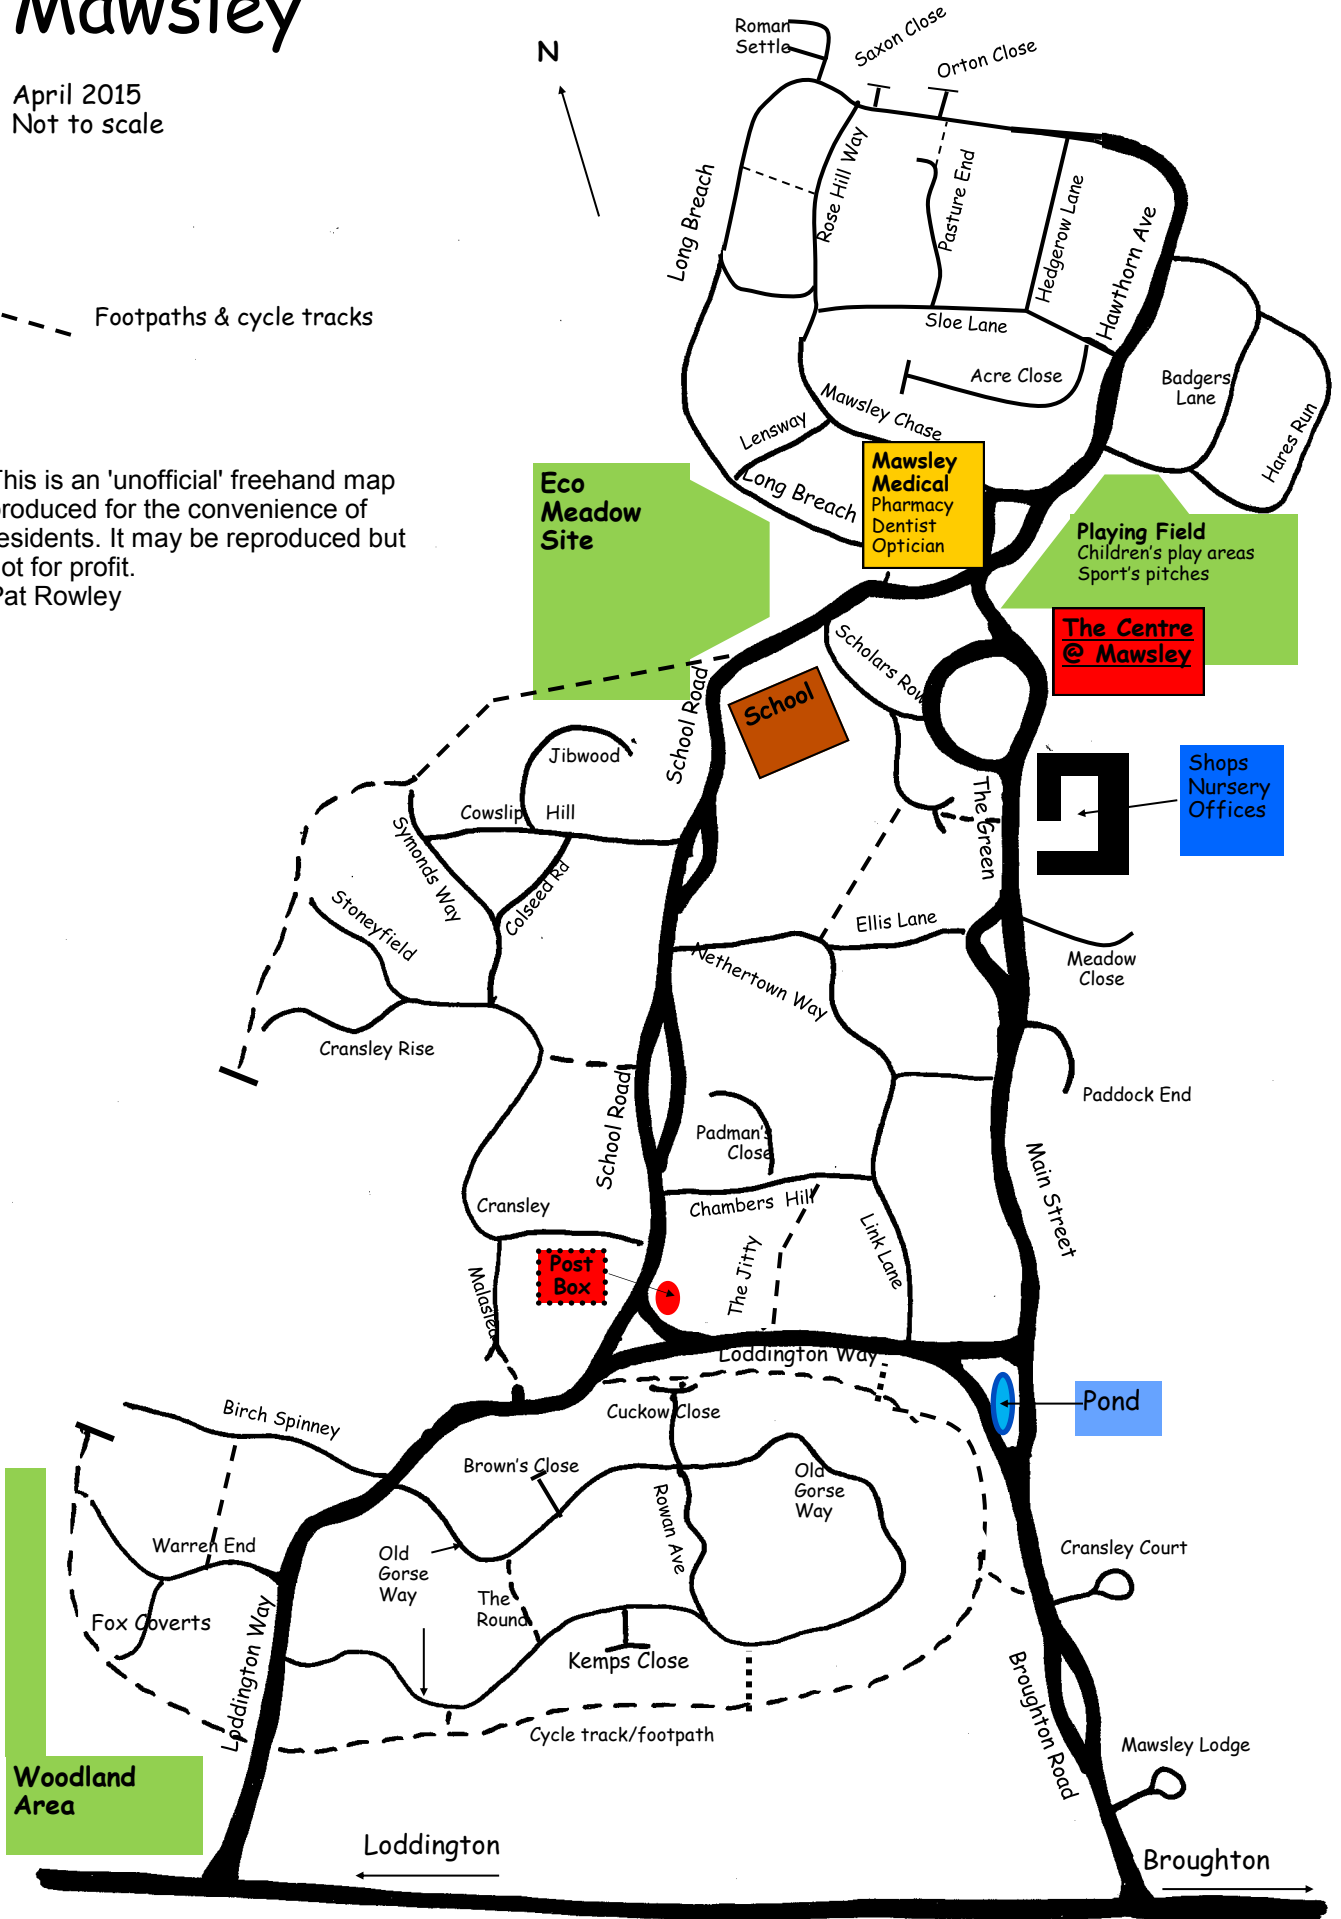 Mawsley
April 2015
Not to scale
N
Roman
Settle
Saxon Close
Orton Close
Long Breach
Rose Hill Way
Pasture End
Hedgerow Lane
Hawthorn Ave
Footpaths & cycle tracks
Sloe Lane
Acre Close
Badgers
Lane
Hares Run
Mawsley Chase
Lensway
Long Breach
This is an 'unofficial' freehand map
produced for the convenience of
residents. It may be reproduced but
not for profit.
Pat Rowley
Eco
Meadow
Site
Mawsley
Medical
Pharmacy
Dentist
Optician
Playing Field
Children's play areas
Sport's pitches
The Centre
@ Mawsley
Scholars Row
School
School Road
Jibwood
Cowslip Hill
Symonds Way
Colseed Rd
Stoneyfield
Cransley Rise
The Green
Shops
Nursery
Offices
Ellis Lane
Nethertown Way
Meadow
Close
Paddock End
School Road
Padman's
Close
Main Street
Cransley
Chambers Hill
Link Lane
The Jitty
Malaslea
Post
Box
Loddington Way
Pond
Birch Spinney
Cuckow Close
Brown's Close
Old
Gorse
Way
Rowan Ave
Warren End
Old
Gorse
Way
The
Round
Cransley Court
Fox Coverts
Loddington Way
Kemps Close
Broughton Road
Cycle track/footpath
Mawsley Lodge
Woodland
Area
Loddington
Broughton